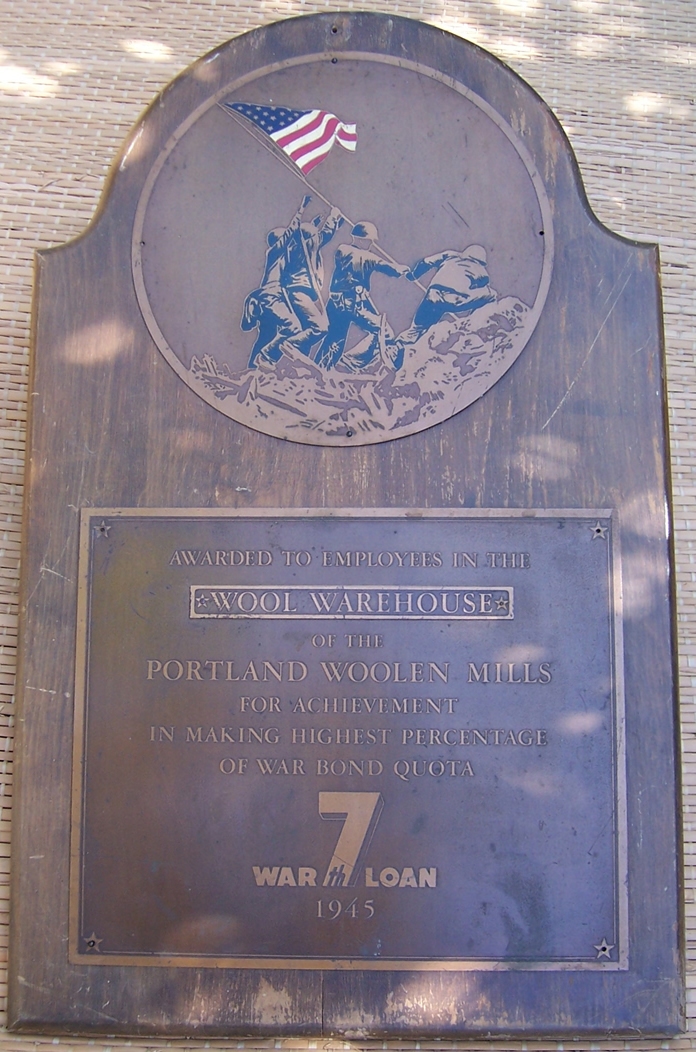 AWARDED TO EMPLOYEES IN THE
WOOL WAREHOUSE
OF THE
PORTLAND WOOLEN MILLS
FOR ACHIEVEMENT
IN MAKING HIGHEST PERCENTAGE
OF WAR BOND QUOTA
7
WAR th LOAN
1945